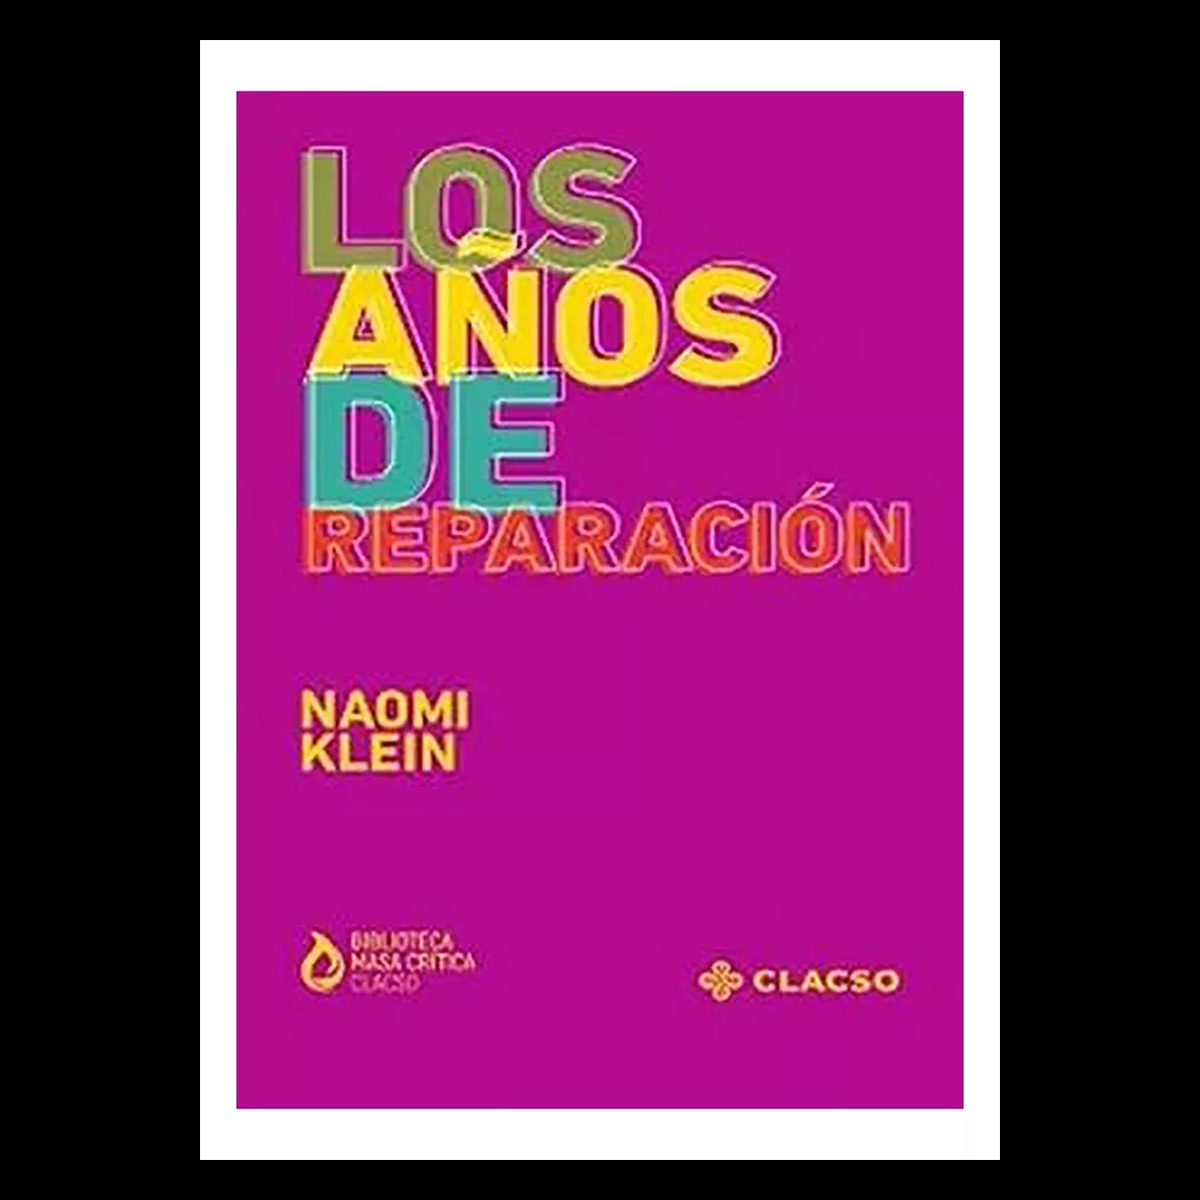 LOS
AÑOS
DE
REPARACIÓN
NAOMI
KLEIN
BIBLIOTECA
MASA CRÍTICA
CLACSO
CLACSO